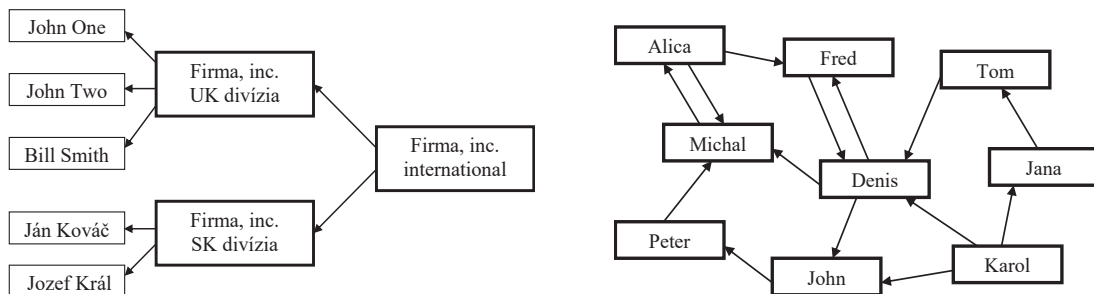 John One
John Two
Bill Smith
Ján Kováč
Jozef Král
Firma, inc.
UK divízia
Firma, inc.
SK divízia
Firma, inc.
international
Alica
Fred
Tom
Michal
Denis
Jana
Peter
John
Karol